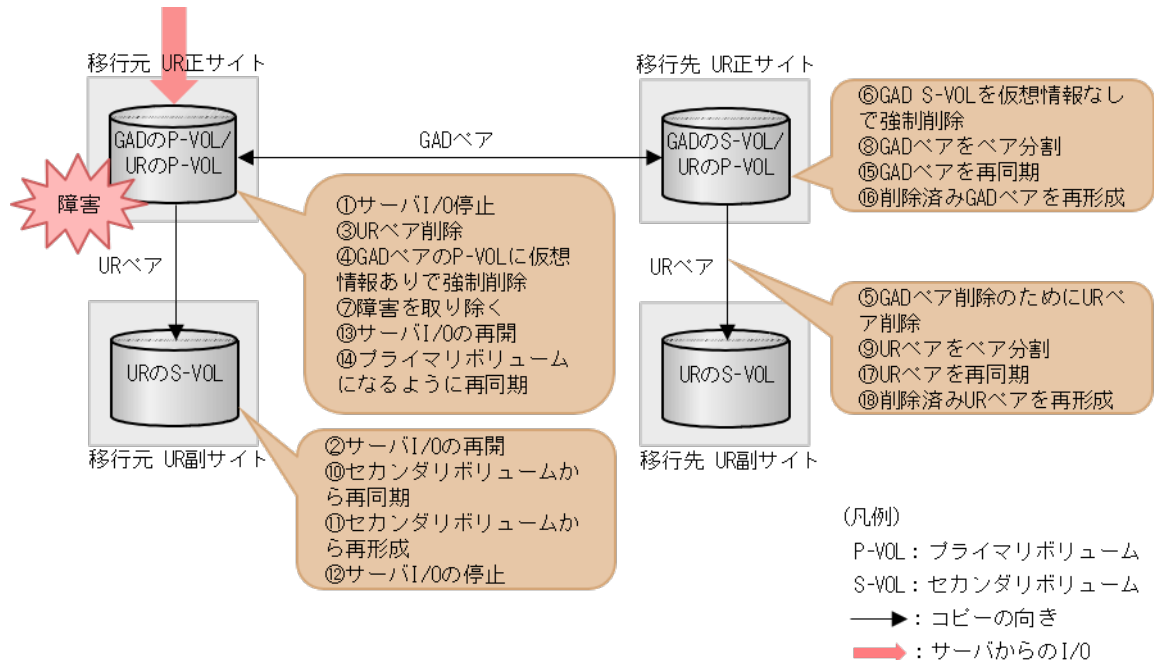 移行元 UR正サイト
GADのP-VOL/
URのP-VOL
障害
URペア
URのS-VOL
移行元 UR副サイト
GADペア
①サーバI/O停止
③URペア削除
④GADペアのP-VOLに仮想
情報ありで強制削除
⑦障害を取り除く
⑬サーバI/Oの再開
⑭プライマリボリューム
になるように再同期
②サーバI/Oの再開
⑩セカンダリボリュームか
ら再同期
⑪セカンダリボリュームか
ら再形成
⑫サーバI/Oの停止
移行先 UR正サイト
GADのS-VOL/
URのP-VOL
URペア
URのS-VOL
移行先 UR副サイト
⑥GAD S-VOLを仮想情報なし
で強制削除
⑧GADペアをペア分割
⑮GADペアを再同期
⑯削除済みGADペアを再形成
⑤GADペア削除のためにURペ
ア削除
⑨URペアをペア分割
⑰URペアを再同期
⑱削除済みURペアを再形成
(凡例)
P-VOL:プライマリボリューム
S-VOL:セカンダリボリューム
:コピーの向き
:サーバからのI/O